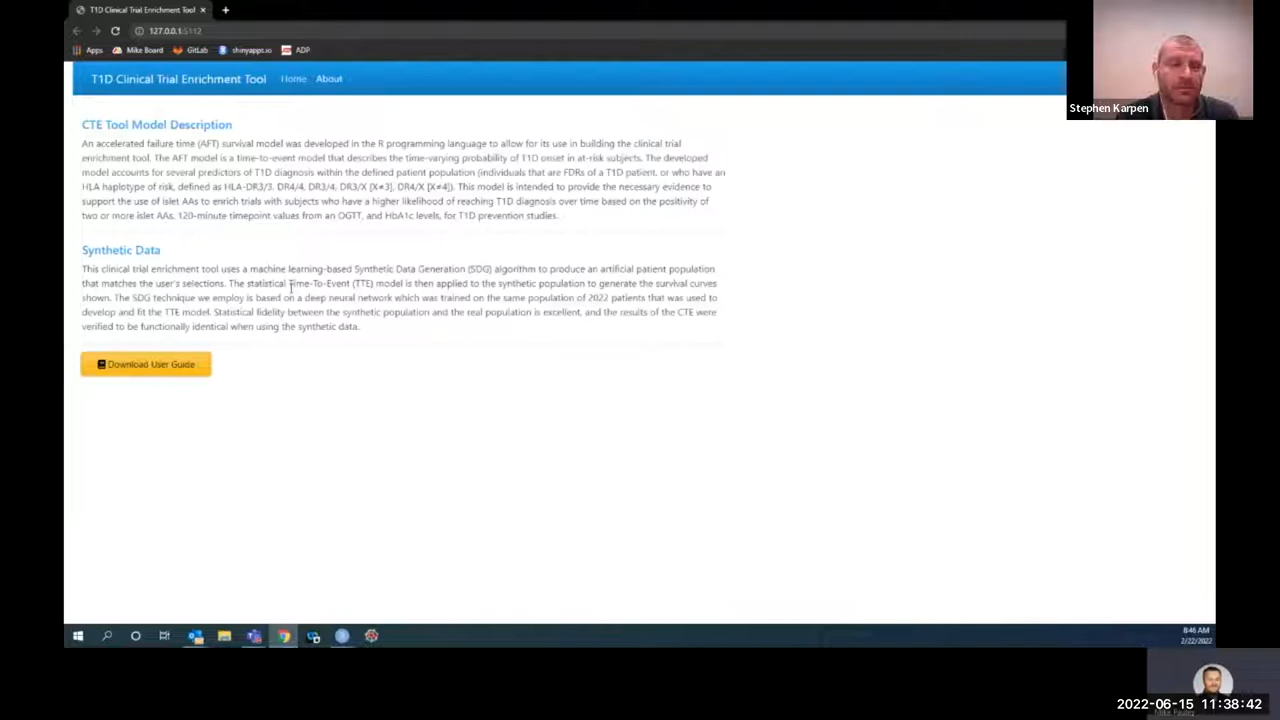 T1D Clinical Trial Enrichment Tool
127.0.0.1:5112
Apps Mike Board GitLab shinyapps.io ADP
T1D Clinical Trial Enrichment Tool Home About
Stephen Karpen
CTE Tool Model Description
An accelerated failure time (AFT) survival model was developed in the R programming language to allow for its use in building the clinical trial
enrichment tool. The AFT model is a time-to-event model that describes the time-varying probability of T1D onset in at-risk subjects. The developed
model accounts for several predictors of T1D diagnosis within the defined patient population (individuals that are FDRs of a T1D patient, or who have an
HLA haplotype of risk, defined as HLA-DR3/3, DR4/4, DR3/4, DR3/X [X≠3], DR4/X [X≠4]). This model is intended to provide the necessary evidence to
support the use of islet AAs to enrich trials with subjects who have a higher likelihood of reaching T1D diagnosis over time based on the positivity of
two or more islet AAs, 120-minute timepoint values from an OGTT, and HbA1c levels, for T1D prevention studies.
Synthetic Data
This clinical trial enrichment tool uses a machine learning-based Synthetic Data Generation (SDG) algorithm to produce an artificial patient population
that matches the user's selections. The statistical Time-To-Event (TTE) model is then applied to the synthetic population to generate the survival curves
shown. The SDG technique we employ is based on a deep neural network which was trained on the same population of 2022 patients that was used to
develop and fit the TTE model. Statistical fidelity between the synthetic population and the real population is excellent, and the results of the CTE were
verified to be functionally identical when using the synthetic data.
Download User Guide
8:46 AM
2/22/2022
2022-06-15 11:38:42